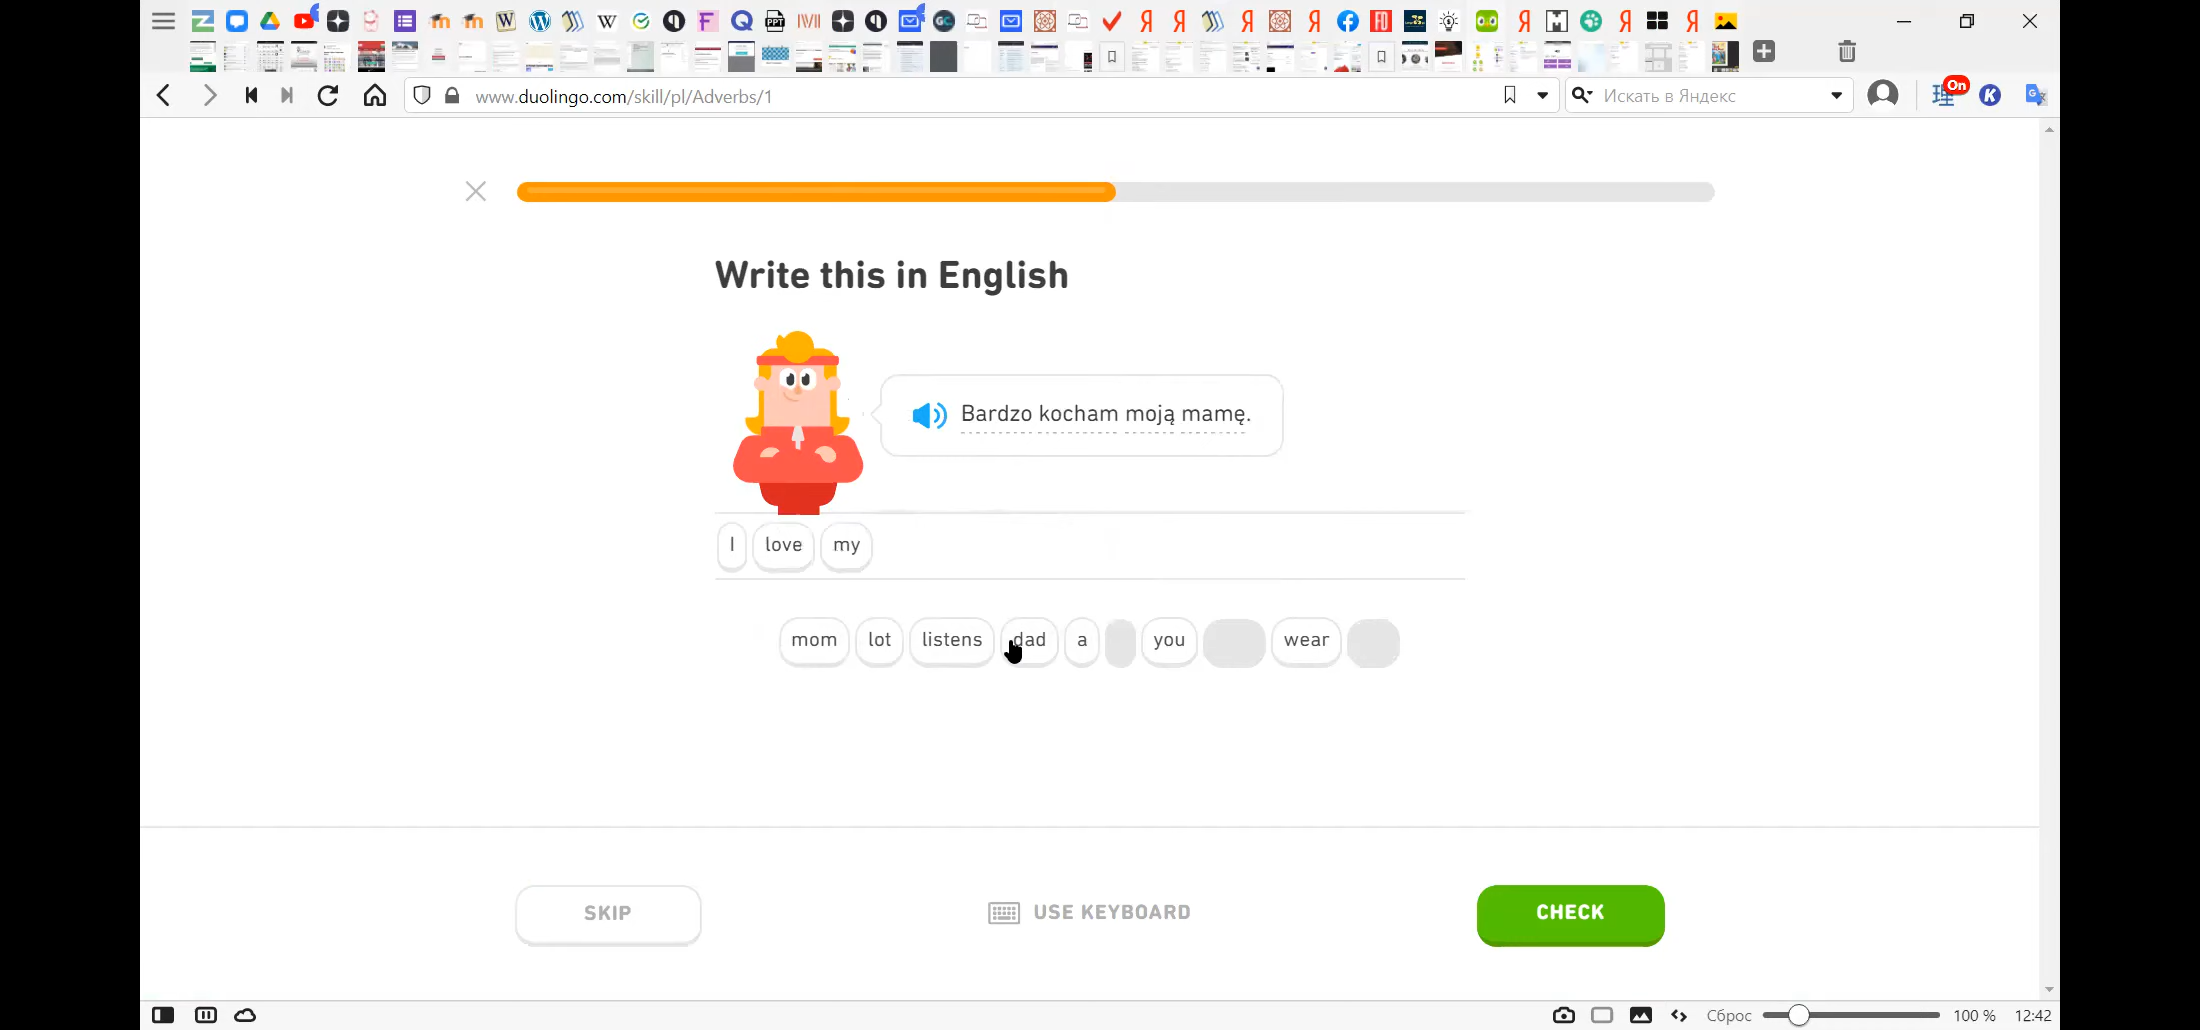 www.duolingo.com/skill/pl/Adverbs/1
Искать в Яндекс
On
Write this in English
Bardzo kocham moją mamę.
I love my
mom lot listens dad a you wear
SKIP
USE KEYBOARD
CHECK
Сброс 100 % 12:42